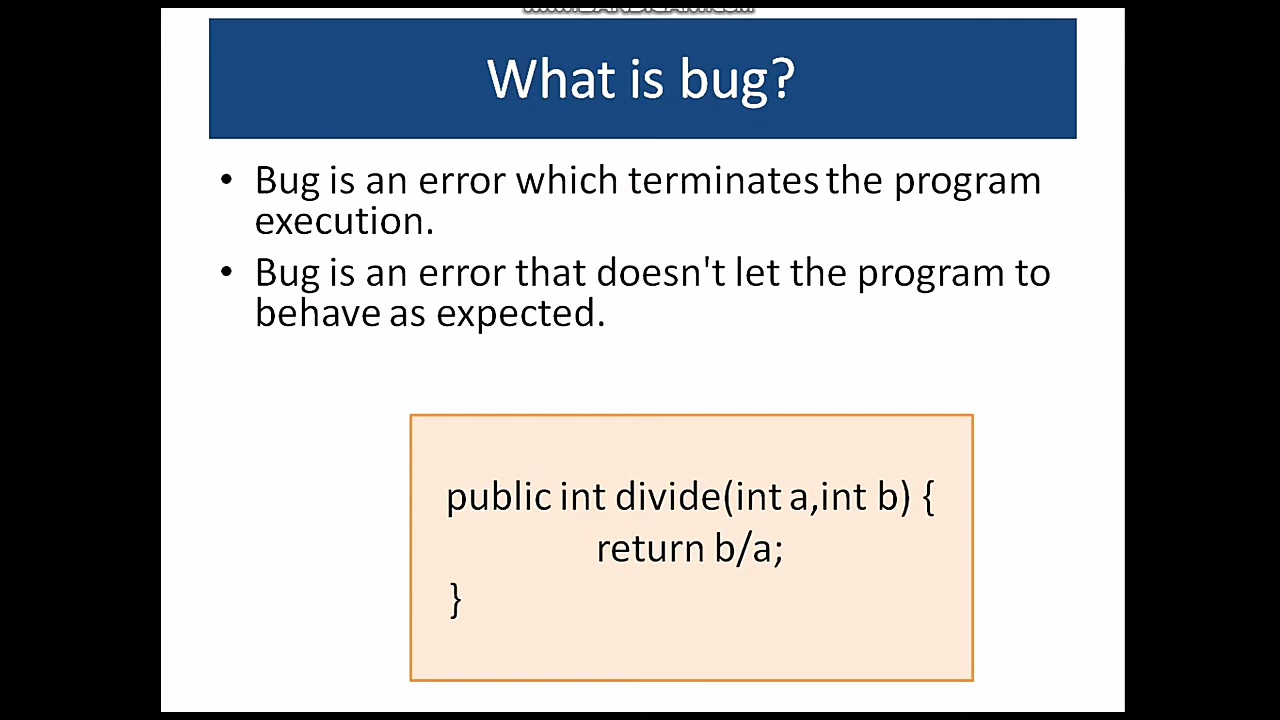 What is bug?
• Bug is an error which terminates the program
execution.
• Bug is an error that doesn't let the program to
behave as expected.
public int divide(int a,int b) {
return b/a;
}